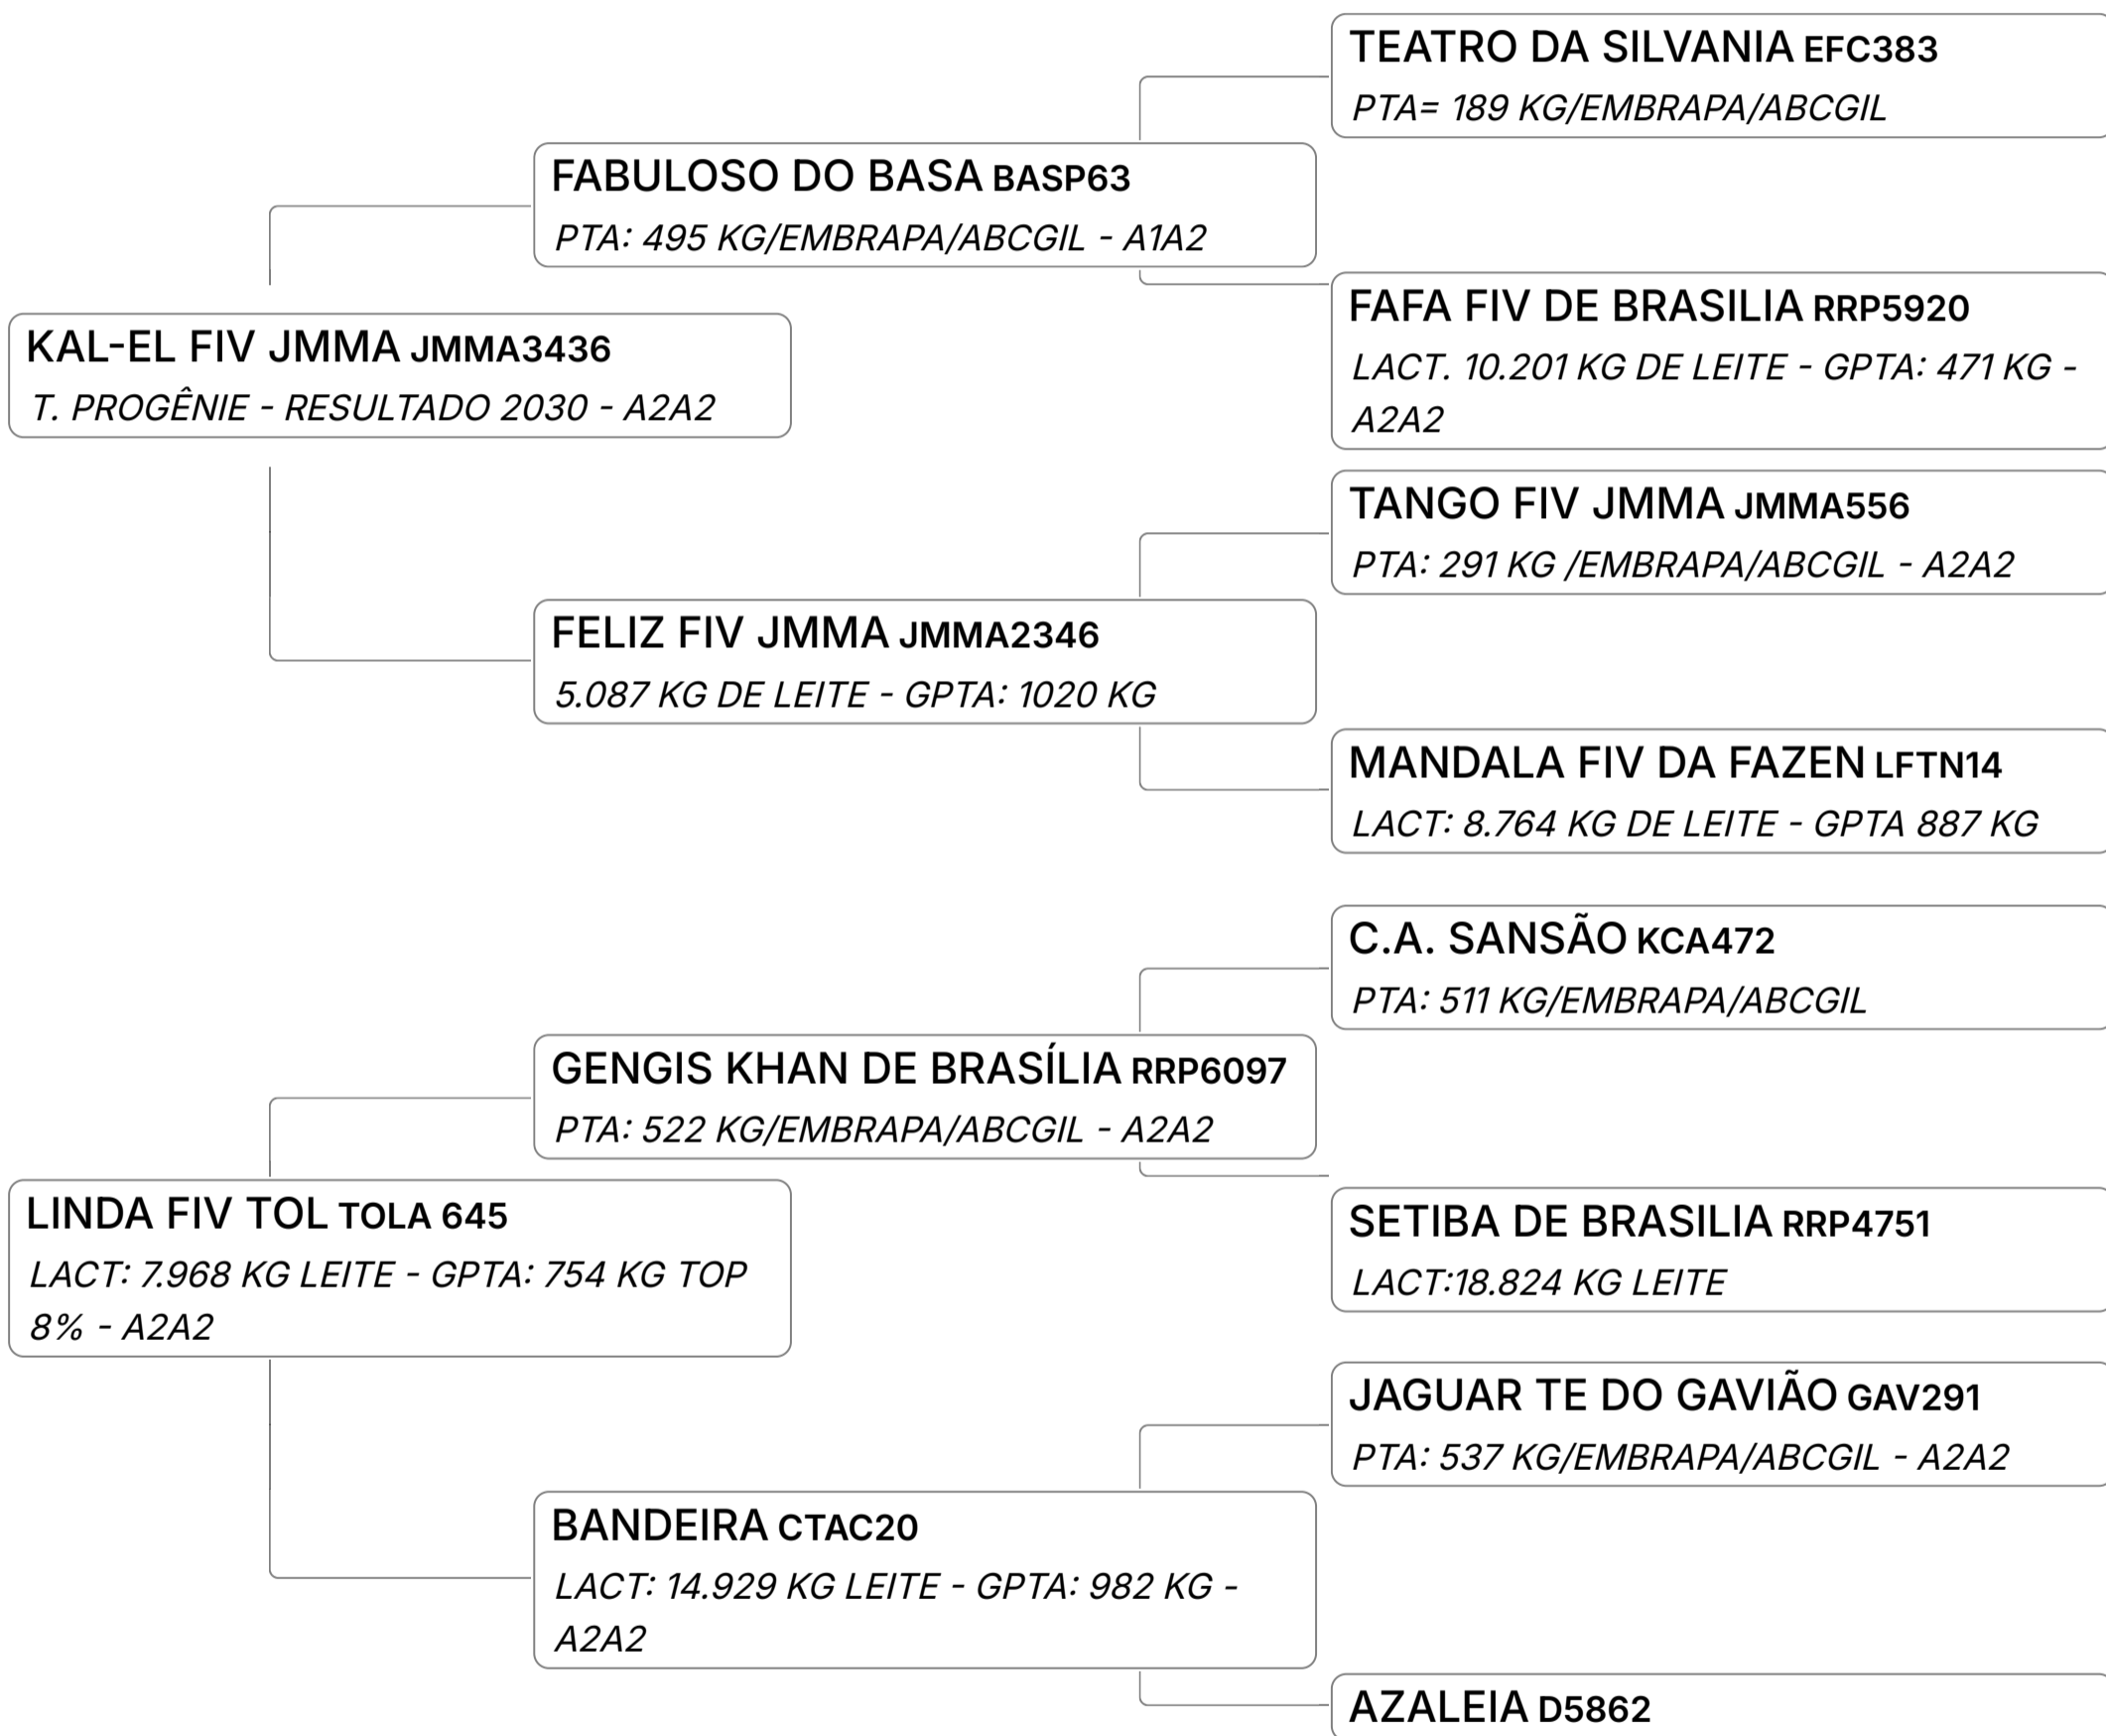 TEATRO DA SILVANIA EFC383
PTA= 189 KG/EMBRAPA/ABCGIL
FABULOSO DO BASA BASP63
PTA: 495 KG/EMBRAPA/ABCGIL - A1A2
FAFA FIV DE BRASILIA RRP5920
LACT. 10.201 KG DE LEITE - GPTA: 471 KG -
A2A2
KAL-EL FIV JMMA JMMA3436
T. PROGÊNIE - RESULTADO 2030 - A2A2
TANGO FIV JMMA JMMA556
PTA: 291 KG /EMBRAPA/ABCGIL - A2A2
FELIZ FIV JMMA JMMA2346
5.087 KG DE LEITE - GPTA: 1020 KG
MANDALA FIV DA FAZEN LFTN14
LACT: 8.764 KG DE LEITE - GPTA 887 KG
C.A. SANSÃO KCA472
PTA: 511 KG/EMBRAPA/ABCGIL
GENGIS KHAN DE BRASÍLIA RRP6097
PTA: 522 KG/EMBRAPA/ABCGIL - A2A2
SETIBA DE BRASILIA RRP4751
LACT:18.824 KG LEITE
LINDA FIV TOL TOLA 645
LACT: 7.968 KG LEITE - GPTA: 754 KG TOP
8% - A2A2
JAGUAR TE DO GAVIÃO GAV291
PTA: 537 KG/EMBRAPA/ABCGIL - A2A2
BANDEIRA CTAC20
LACT: 14.929 KG LEITE - GPTA: 982 KG -
A2A2
AZALEIA D5862